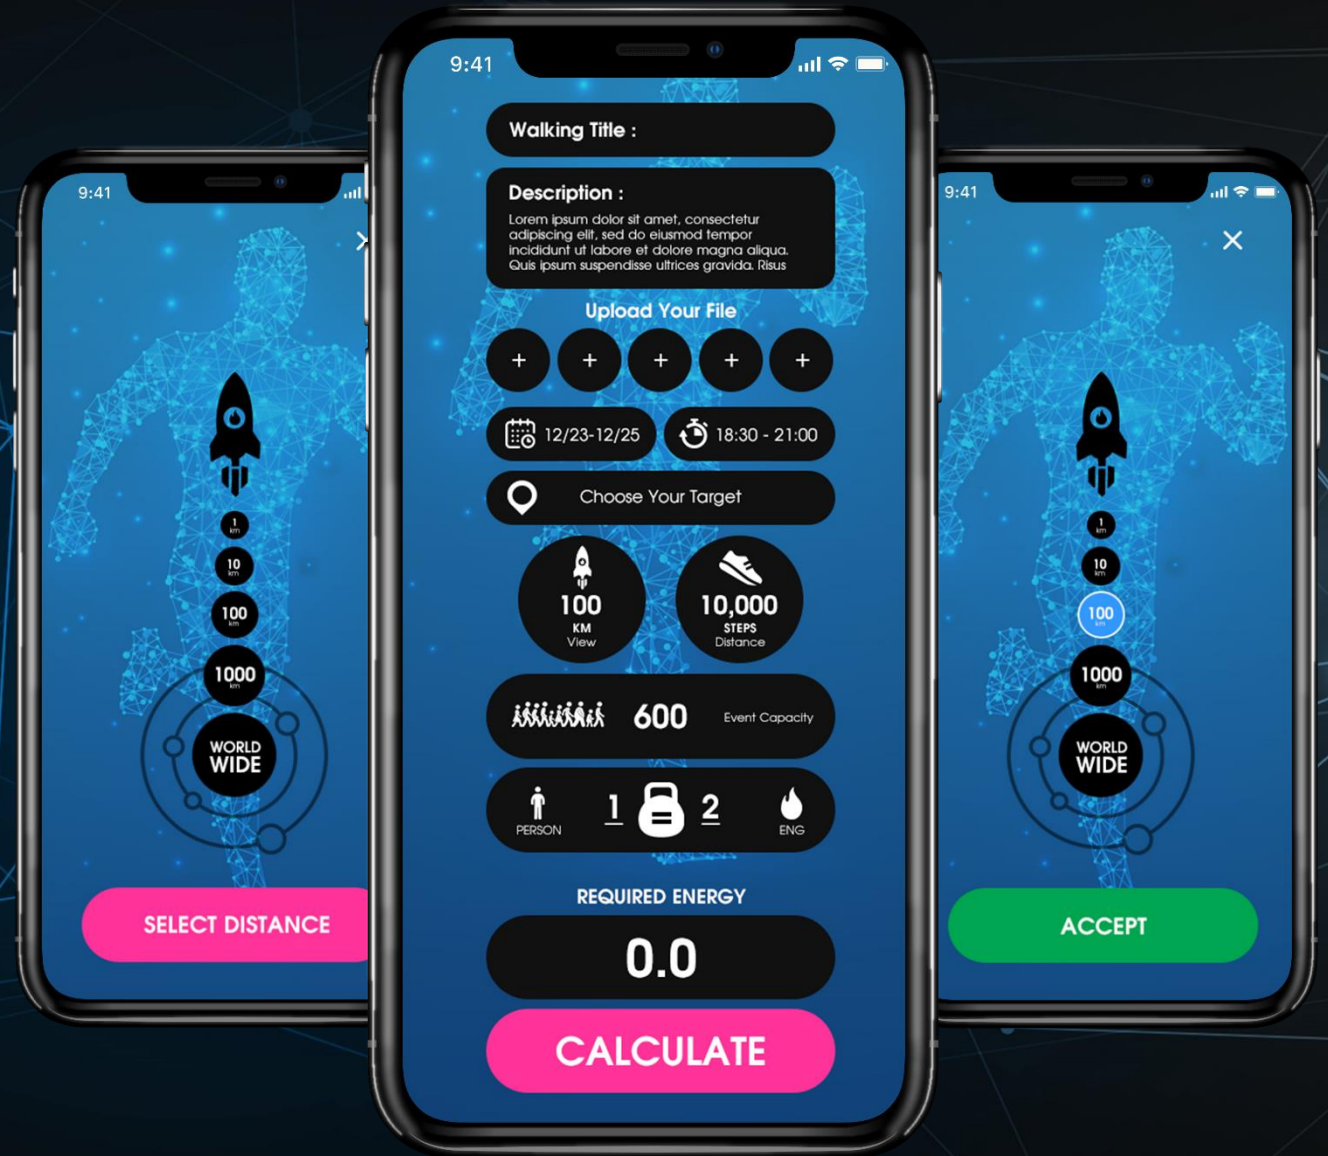 9:41
1
km
10
km
100
km
1000
km
WORLD
WIDE
SELECT DISTANCE
9:41
Walking Title :
Description :
Lorem ipsum dolor sit amet, consectetur
adipiscing elit, sed do eiusmod tempor
incididunt ut labore et dolore magna aliqua.
Quis ipsum suspendisse ultrices gravida. Risus
Upload Your File
+ + + + +
12/23-12/25
18:30 - 21:00
Choose Your Target
100
KM
View
10,000
STEPS
Distance
600 Event Capacity
PERSON
1 = 2
ENG
REQUIRED ENERGY
0.0
CALCULATE
9:41
1
km
10
km
100
km
1000
km
WORLD
WIDE
ACCEPT